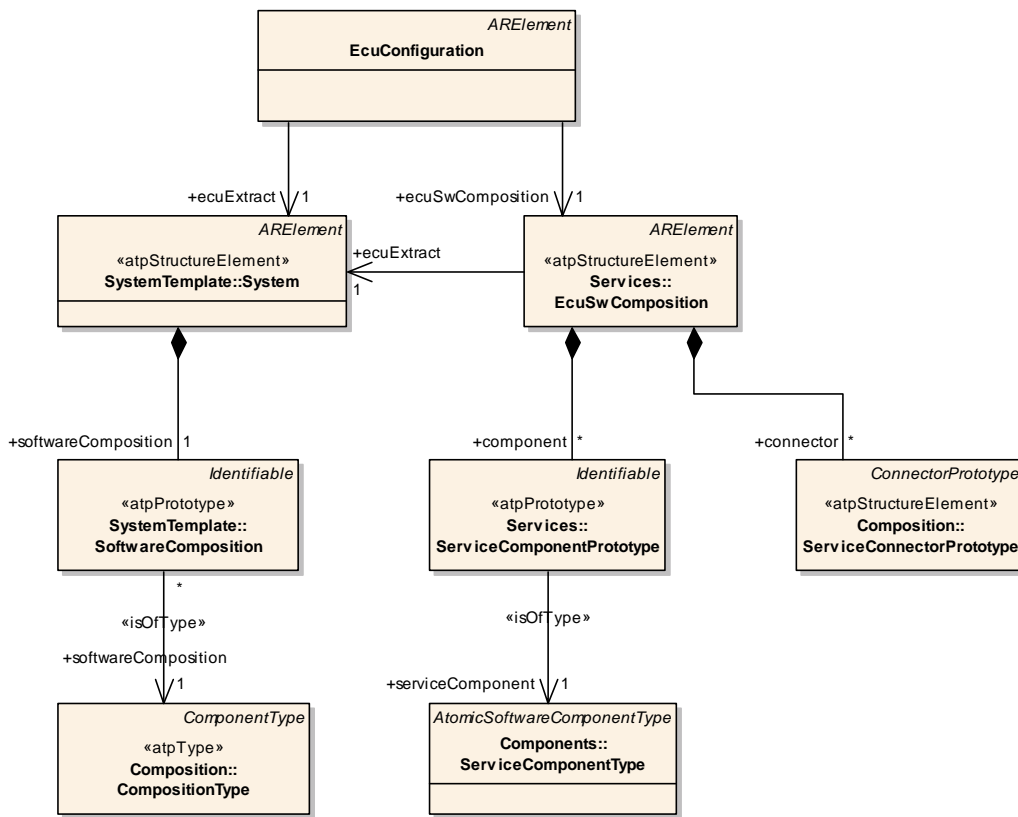 ARElement
EcuConfiguration
+ecuExtract
1
+ecuSwComposition
1
ARElement
«atpStructureElement»
SystemTemplate::System
+ecuExtract
1
ARElement
«atpStructureElement»
Services::
EcuSwComposition
+softwareComposition
1
+component
*
+connector
*
Identifiable
«atpPrototype»
SystemTemplate::
SoftwareComposition
Identifiable
«atpPrototype»
Services::
ServiceComponentPrototype
ConnectorPrototype
«atpStructureElement»
Composition::
ServiceConnectorPrototype
*
«isOfType»
+softwareComposition
1
«isOfType»
+serviceComponent
1
ComponentType
«atpType»
Composition::
CompositionType
AtomicSoftwareComponentType
Components::
ServiceComponentType